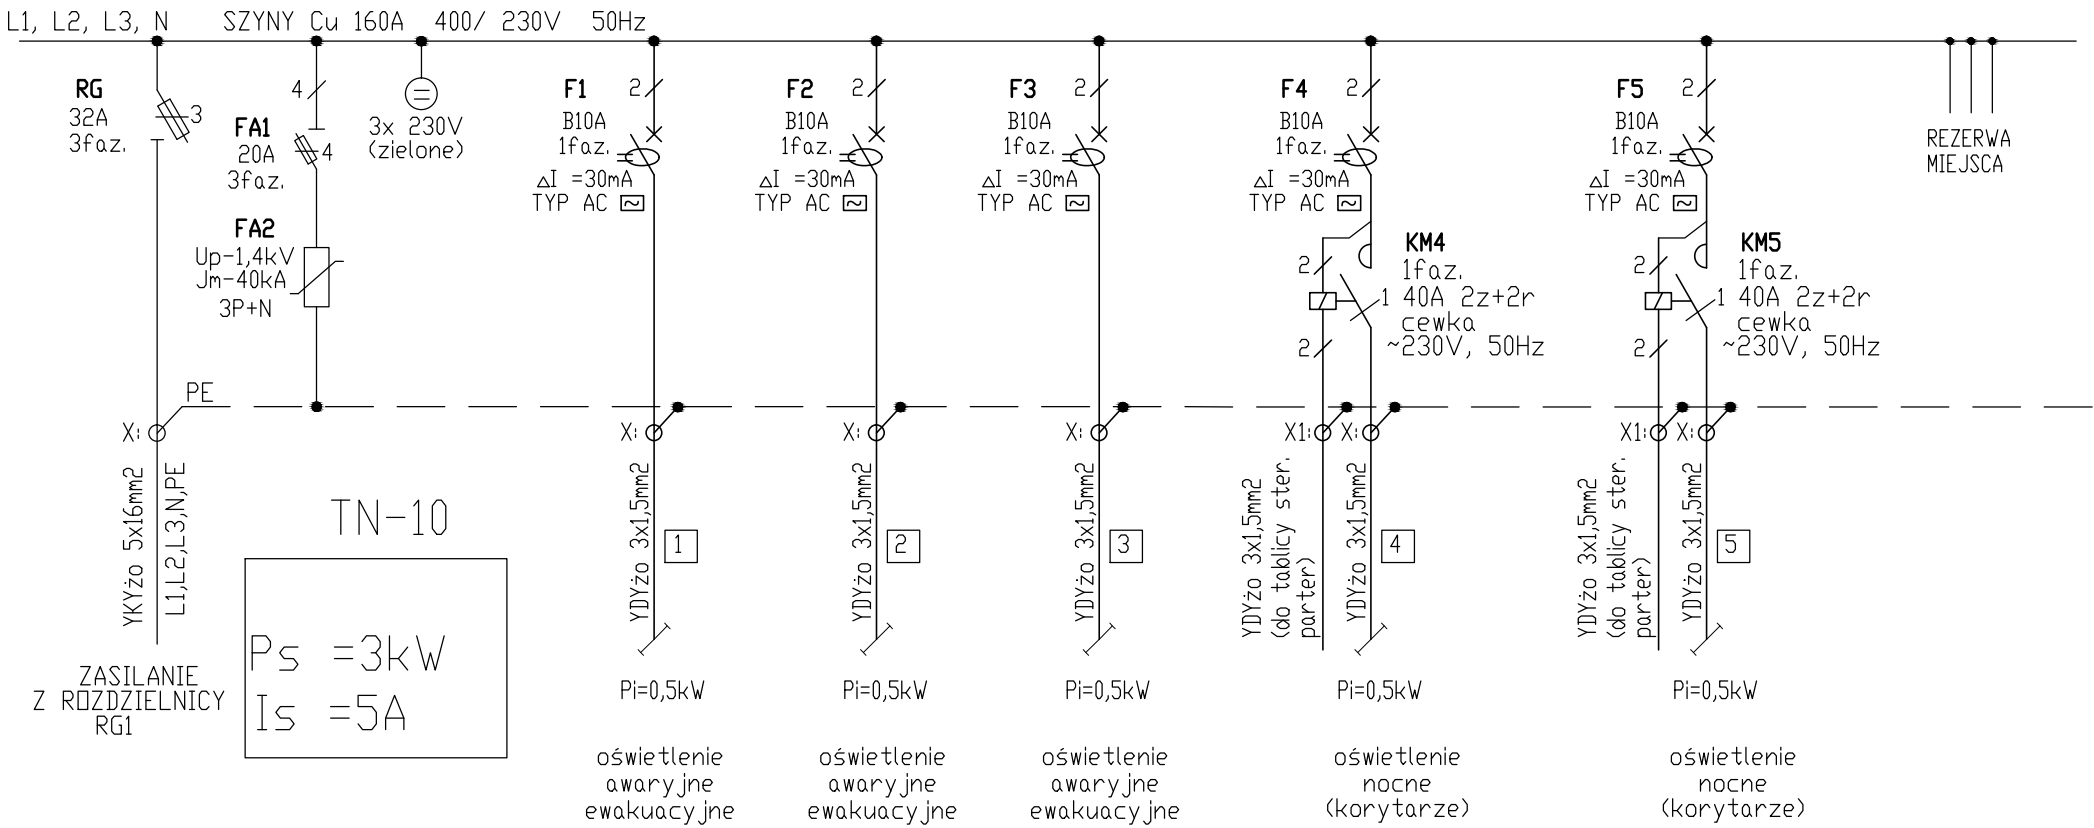 L1, L2, L3, N SZYNY Cu 160A 400/ 230V 50Hz
RG
32A
3faz.
3
4
FA1
20A
3faz.
4
FA2
Up-1,4kV
Jm-40kA
3P+N
3x 230V
(zielone)
F1
2
B10A
1faz.
△I =30mA
TYP AC ~
F2
2
B10A
1faz.
△I =30mA
TYP AC ~
F3
2
B10A
1faz.
△I =30mA
TYP AC ~
F4
2
B10A
1faz.
△I =30mA
TYP AC ~
KM4
1faz.
2
1 40A 2z+2r
cewka
2
~230V, 50Hz
F5
2
B10A
1faz.
△I =30mA
TYP AC ~
KM5
1faz.
2
1 40A 2z+2r
cewka
2
~230V, 50Hz
REZERWA
MIEJSCA
PE
X:
X:
X:
X:
X1:
X:
X1:
X:
YKYżo 5x16mm2
L1,L2,L3,N,PE
ZASILANIE
Z ROZDZIELNICY
RG1
TN-10
Ps =3kW
Is =5A
YDYżo 3x1,5mm2
1
Pi=0,5kW
oświetlenie
awaryjne
ewakuacyjne
YDYżo 3x1,5mm2
2
Pi=0,5kW
oświetlenie
awaryjne
ewakuacyjne
YDYżo 3x1,5mm2
3
Pi=0,5kW
oświetlenie
awaryjne
ewakuacyjne
YDYżo 3x1,5mm2
(do tablicy ster.
parter)
YDYżo 3x1,5mm2
4
Pi=0,5kW
oświetlenie
nocne
(korytarze)
YDYżo 3x1,5mm2
(do tablicy ster.
parter)
YDYżo 3x1,5mm2
5
Pi=0,5kW
oświetlenie
nocne
(korytarze)